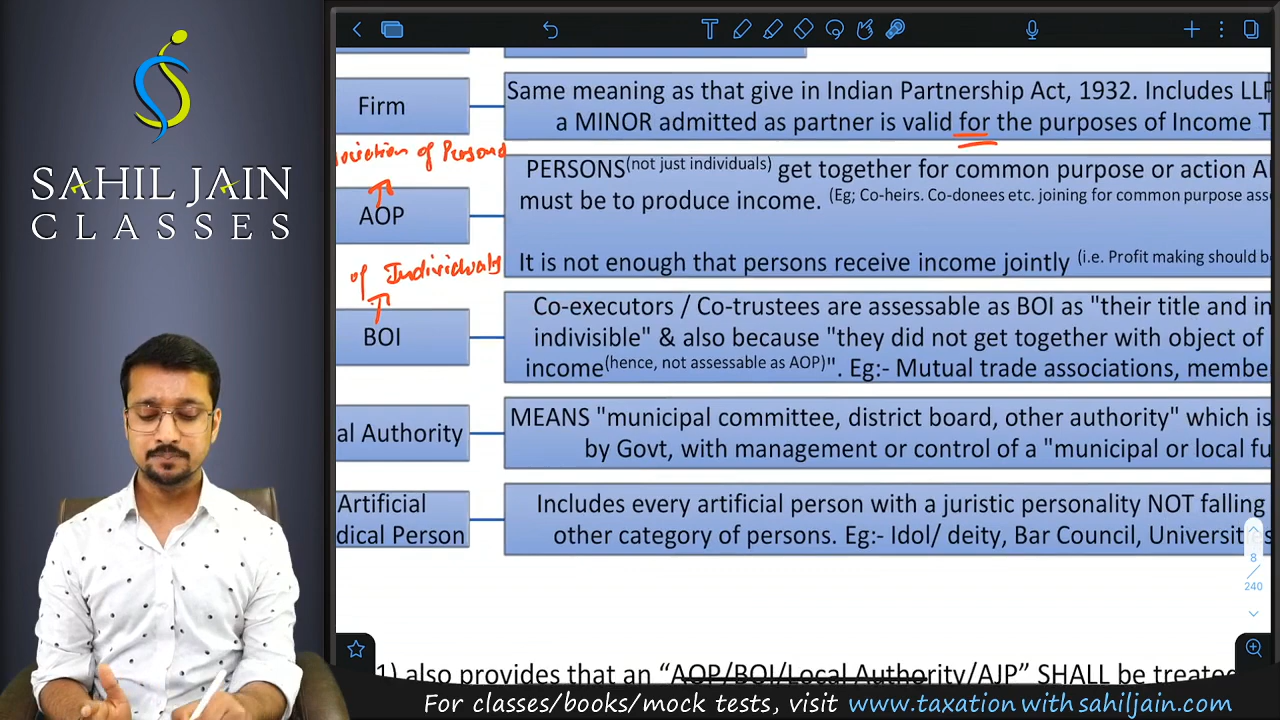 SAHIL JAIN
CLASSES
Firm
Same meaning as that give in Indian Partnership Act, 1932. Includes LLP
a MINOR admitted as partner is valid for the purposes of Income T
of Persons
AOP
PERSONS(not just individuals) get together for common purpose or action A
must be to produce income. (Eg; Co-heirs. Co-donees etc. joining for common purpose ass
It is not enough that persons receive income jointly (i.e. Profit making should b
of Individuals
BOI
Co-executors / Co-trustees are assessable as BOI as "their title and in
indivisible" & also because "they did not get together with object of
income(hence, not assessable as AOP)". Eg:- Mutual trade associations, membe
al Authority
MEANS "municipal committee, district board, other authority" which is
by Govt, with management or control of a "municipal or local fu
Artificial
dical Person
Includes every artificial person with a juristic personality NOT falling
other category of persons. Eg:- Idol/ deity, Bar Council, Universities
8
240
1) also provides that an “AOP/BOI/Local Authority/AJP” SHALL be treated
For classes/books/mock tests, visit www.taxation with sahiljain.com